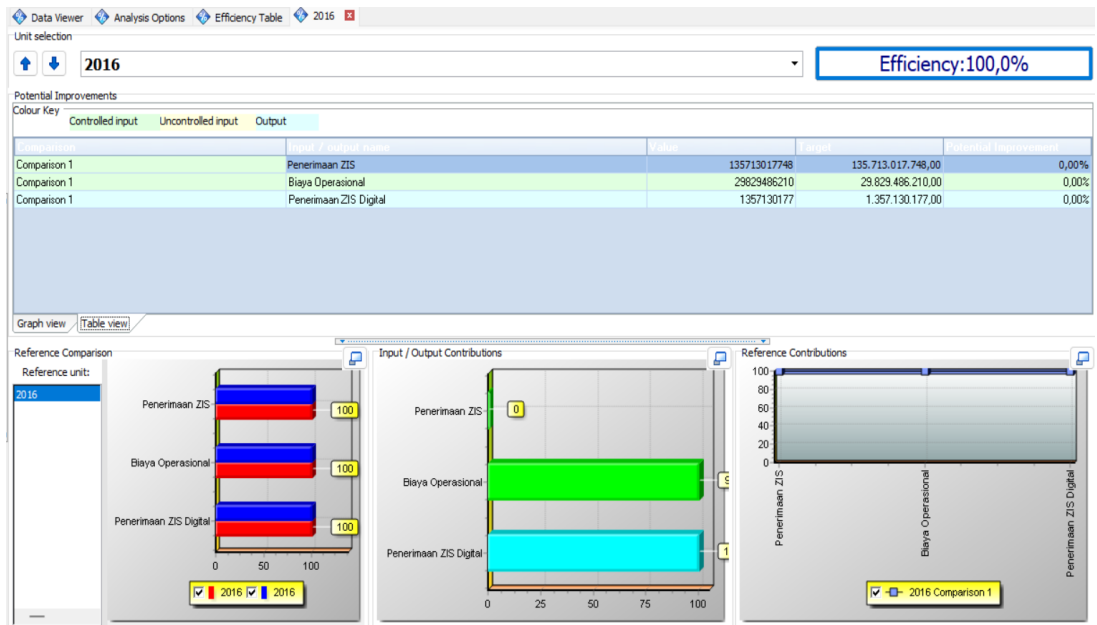 Data Viewer Analysis Options Efficiency Table 2016
Unit selection
2016 Efficiency:100,0%
Potential Improvements
Colour Key
Controlled input Uncontrolled input Output
Comparison Input / output name Value Target Potential Improvement
Comparison 1 Penerimaan ZIS 135713017748 135.713.017.748,00 0,00%
Comparison 1 Biaya Operasional 29829486210 29.829.486.210,00 0,00%
Comparison 1 Penerimaan ZIS Digital 1357130177 1.357.130.177,00 0,00%
Graph view Table view
Reference Comparison
Reference unit:
2016
Penerimaan ZIS 100
Biaya Operasional 100
Penerimaan ZIS Digital 100
0 50 100
2016 2016
Input / Output Contributions
Penerimaan ZIS 0
Biaya Operasional
Penerimaan ZIS Digital 1
0 25 50 75 100
Reference Contributions
100
80
60
40
20
0
Penerimaan ZIS
Biaya Operasional
Penerimaan ZIS Digital
2016 Comparison 1